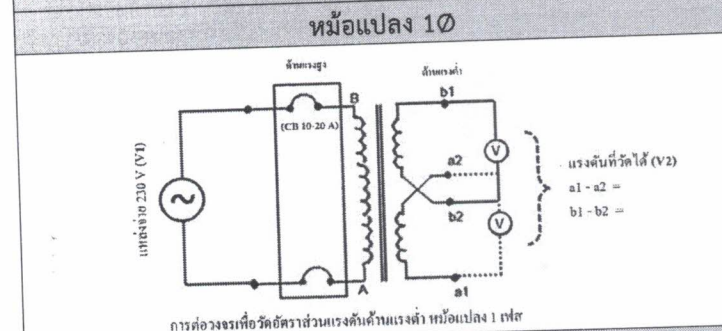 หม้อแปลง 1Ø
ด้านแรงสูง
ด้านแรงต่ำ
B
b1
(CB 10-20 A)
แหล่งจ่าย 230 V (V1)
V
a2
แรงดันที่วัดได้ (V2)
a1 - a2 =
b2
b1 - b2 =
V
A
a1
การต่อวงจรเพื่อวัดอัตราส่วนแรงดันด้านแรงต่ำ หม้อแปลง 1 เฟส